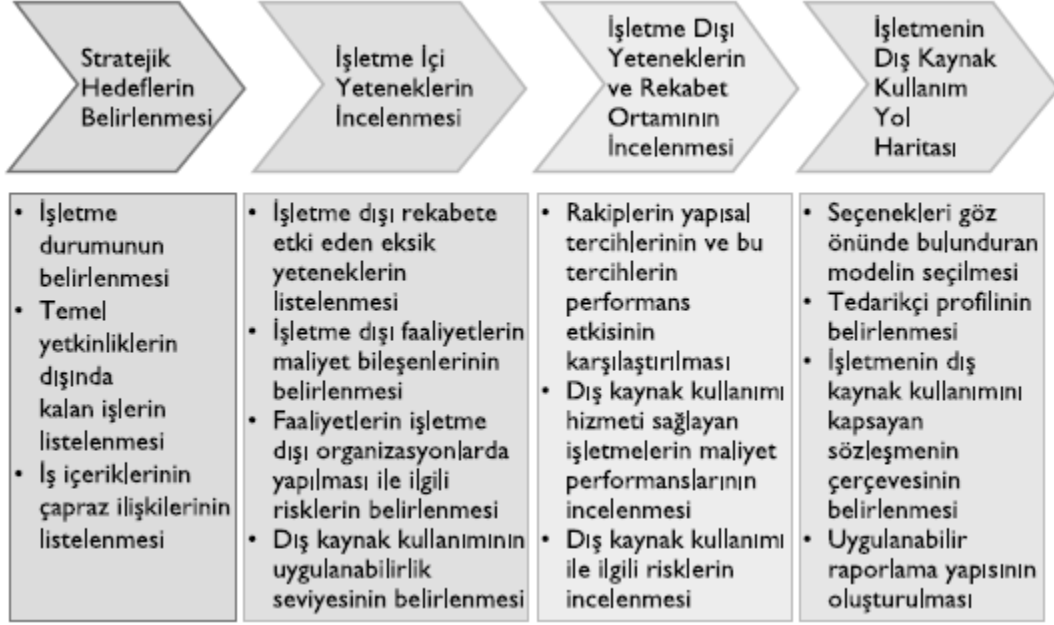 Stratejik
Hedeflerin
Belirlenmesi
İşletme İçi
Yeteneklerin
İncelenmesi
İşletme Dışı
Yeteneklerin
ve Rekabet
Ortamının
İncelenmesi
İşletmenin
Dış Kaynak
Kullanım
Yol
Haritası
• İşletme
durumunun
belirlenmesi
• Temel
yetkinliklerin
dışında
kalan işlerin
listelenmesi
• İş içeriklerinin
çapraz ilişkilerinin
listelenmesi
• İşletme dışı rekabete
etki eden eksik
yeteneklerin
listelenmesi
• İşletme dışı faaliyetlerin
maliyet bileşenlerinin
belirlenmesi
• Faaliyetlerin işletme
dışı organizasyonlarda
yapılması ile ilgili
risklerin belirlenmesi
• Dış kaynak kullanımının
uygulanabilirlik
seviyesinin belirlenmesi
• Rakiplerin yapısal
tercihlerinin ve bu
tercihlerin
performans
etkisinin
karşılaştırılması
• Dış kaynak kullanımı
hizmeti sağlayan
işletmelerin maliyet
performanslarının
incelenmesi
• Dış kaynak kullanımı
ile ilgili risklerin
incelenmesi
• Seçenekleri göz
önünde bulunduran
modelin seçilmesi
• Tedarikçi profilinin
belirlenmesi
• İşletmenin dış
kaynak kullanımını
kapsayan
sözleşmenin
çerçevesinin
belirlenmesi
• Uygulanabilir
raporlama yapısının
oluşturulması